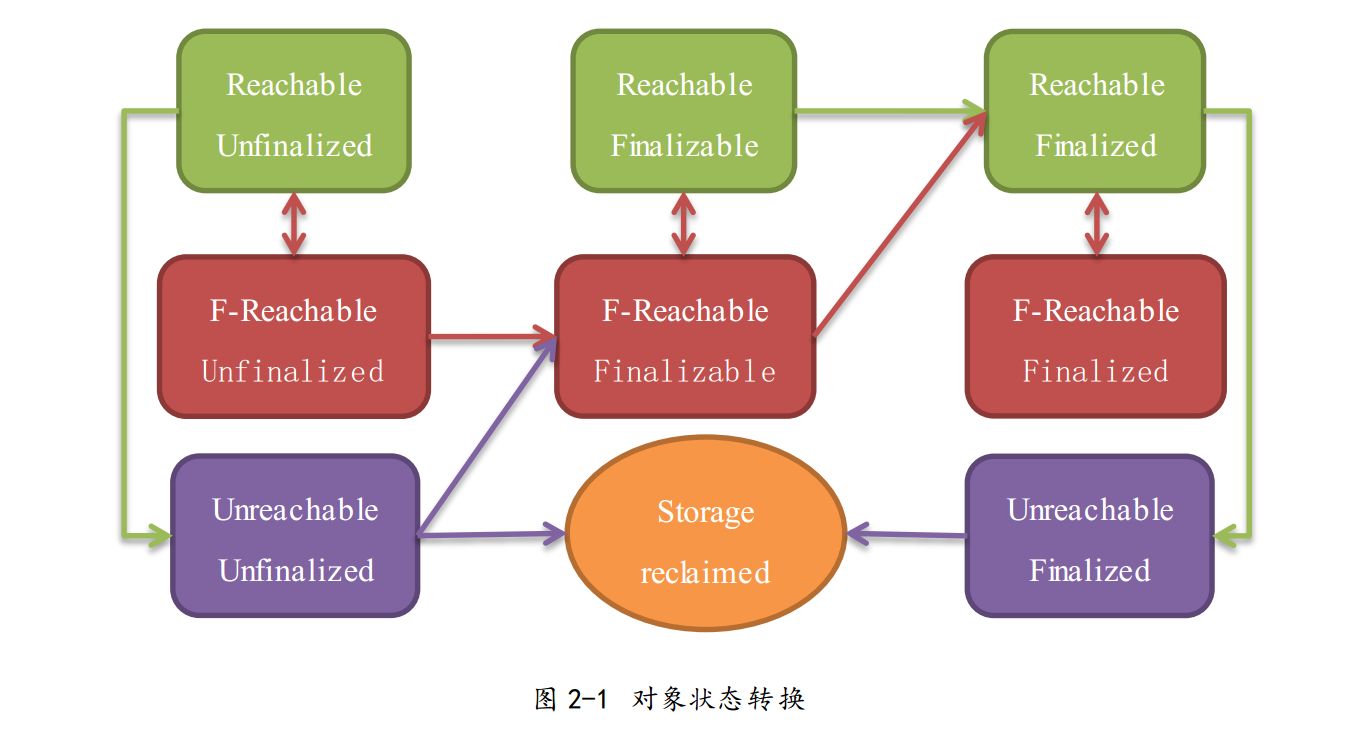 Reachable
Unfinalized
Reachable
Finalizable
Reachable
Finalized
F-Reachable
Unfinalized
F-Reachable
Finalizable
F-Reachable
Finalized
Unreachable
Unfinalized
Storage
reclaimed
Unreachable
Finalized
图 2-1 对象状态转换